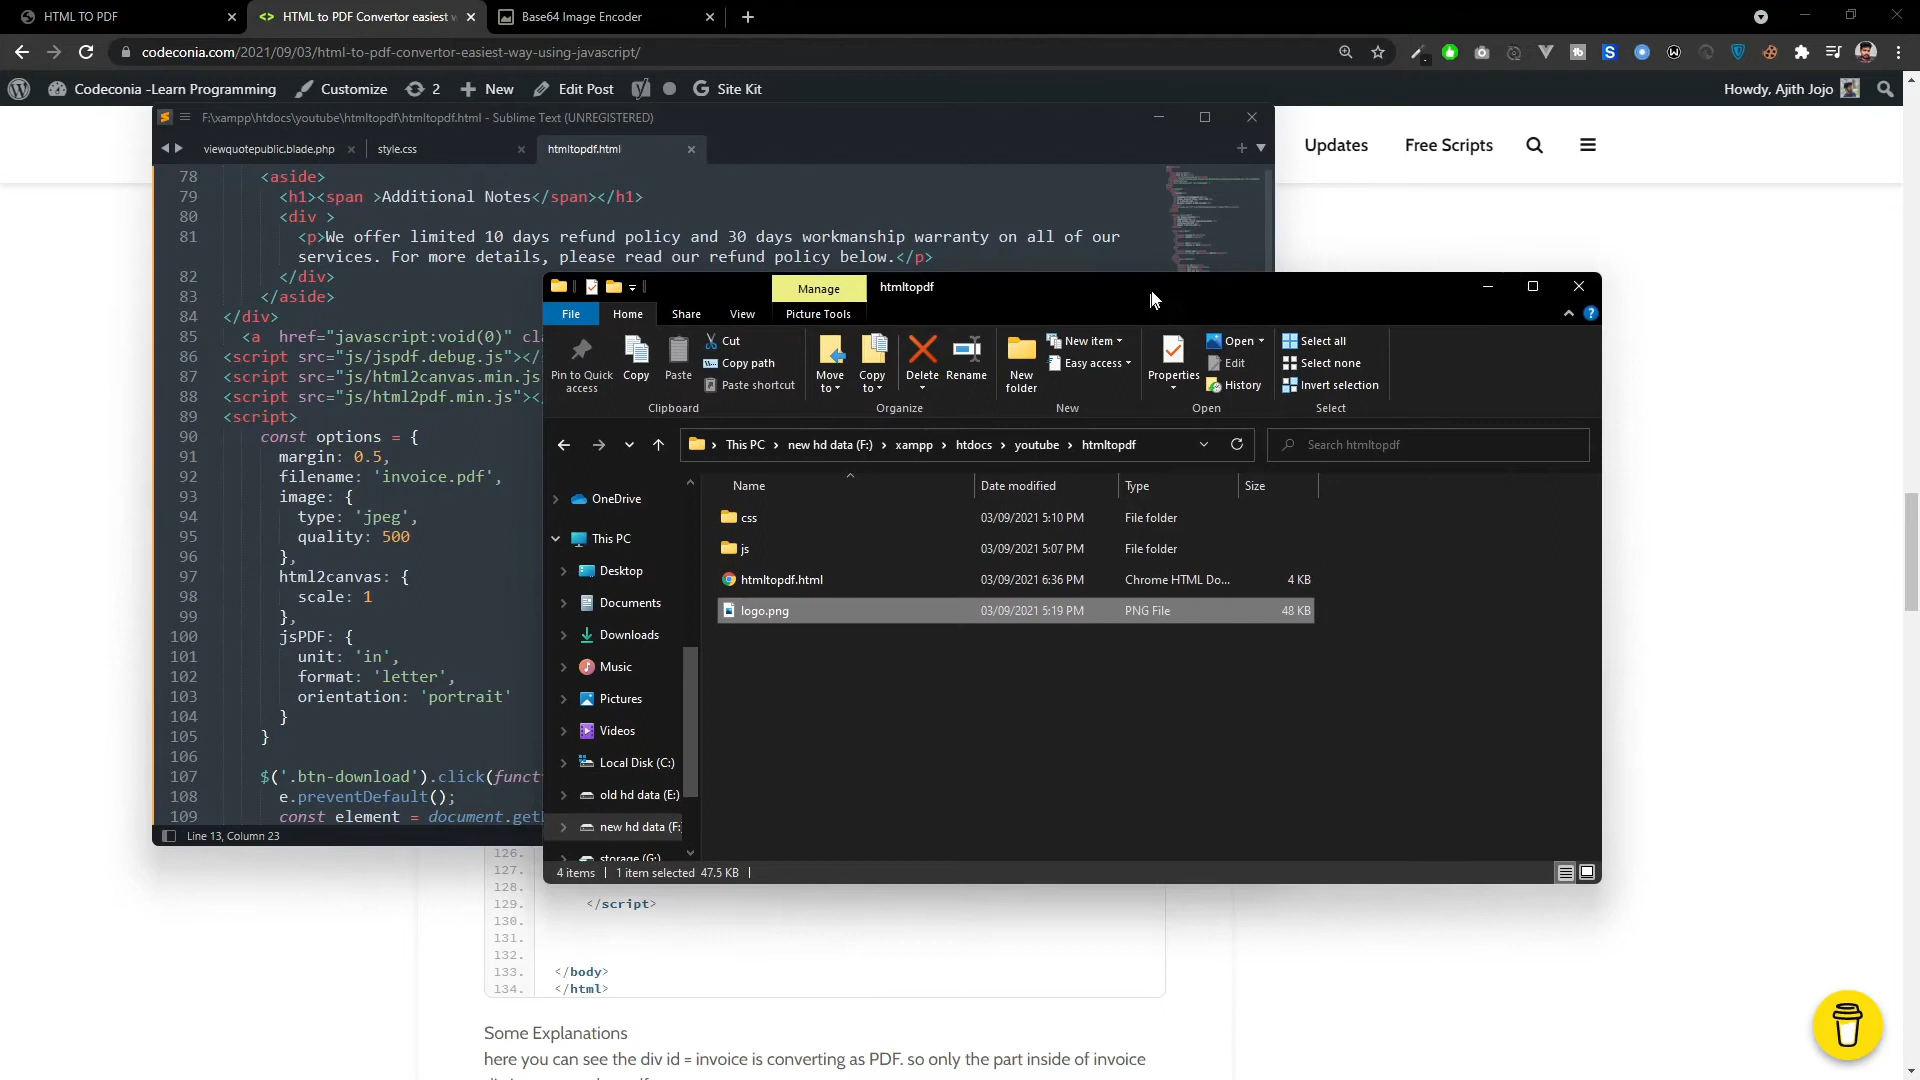 HTML TO PDF
HTML to PDF Convertor easiest
Base64 Image Encoder
codeconia.com/2021/09/03/html-to-pdf-convertor-easiest-way-using-javascript/
Codeconia -Learn Programming
Customize
2
New
Edit Post
Site Kit
Howdy, Ajith Jojo
Updates
Free Scripts
F:\xampp\htdocs\youtube\htmltopdf\htmltopdf.html - Sublime Text (UNREGISTERED)
viewquotepublic.blade.php
style.css
htmltopdf.html
78 <aside>
79 <h1><span >Additional Notes</span></h1>
80 <div >
81 <p>We offer limited 10 days refund policy and 30 days workmanship warranty on all of our
services. For more details, please read our refund policy below.</p>
82 </div>
83 </aside>
84 </div>
85 <a href="javascript:void(0)" cla
86 <script src="js/jspdf.debug.js"></
87 <script src="js/html2canvas.min.js
88 <script src="js/html2pdf.min.js"></
89 <script>
90 const options = {
91 margin: 0.5,
92 filename: 'invoice.pdf',
93 image: {
94 type: 'jpeg',
95 quality: 500
96 },
97 html2canvas: {
98 scale: 1
99 },
100 jsPDF: {
101 unit: 'in',
102 format: 'letter',
103 orientation: 'portrait'
104 }
105 }
106
107 $('.btn-download').click(funct
108 e.preventDefault();
109 const element = document.getE
Line 13, Column 23
Manage
htmltopdf
File
Home
Share
View
Picture Tools
Pin to Quick
access
Copy
Paste
Cut
Copy path
Paste shortcut
Clipboard
Move
to
Copy
to
Delete
Rename
Organize
New
folder
New item
Easy access
New
Properties
Open
Edit
History
Open
Select all
Select none
Invert selection
Select
This PC
new hd data (F:)
xampp
htdocs
youtube
htmltopdf
Search htmltopdf
Name
Date modified
Type
Size
css 03/09/2021 5:10 PM File folder
js 03/09/2021 5:07 PM File folder
htmltopdf.html 03/09/2021 6:36 PM Chrome HTML Do... 4 KB
logo.png 03/09/2021 5:19 PM PNG File 48 KB
OneDrive
This PC
Desktop
Documents
Downloads
Music
Pictures
Videos
Local Disk (C:)
old hd data (E:)
new hd data (F:
storage (G:)
4 items
1 item selected 47.5 KB
126.
127.
128.
129. </script>
130.
131.
132.
133. </body>
134. </html>
Some Explanations
here you can see the div id = invoice is converting as PDF. so only the part inside of invoice